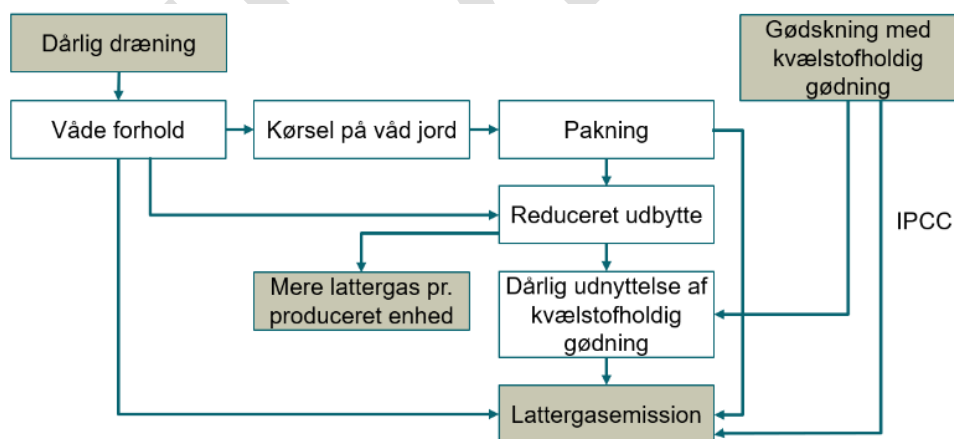 Dårlig dræning
Gødskning med
kvælstofholdig
gødning
Våde forhold
Kørsel på våd jord
Pakning
Reduceret udbytte
IPCC
Mere lattergas pr.
produceret enhed
Dårlig udnyttelse af
kvælstofholdig
gødning
Lattergasemission